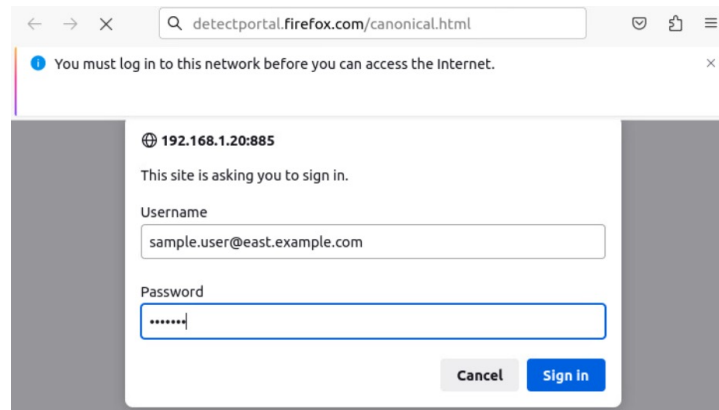 detectportal.firefox.com/canonical.html
You must log in to this network before you can access the Internet.
192.168.1.20:885
This site is asking you to sign in.
Username
sample.user@east.example.com
Password
•••••••
Cancel Sign in